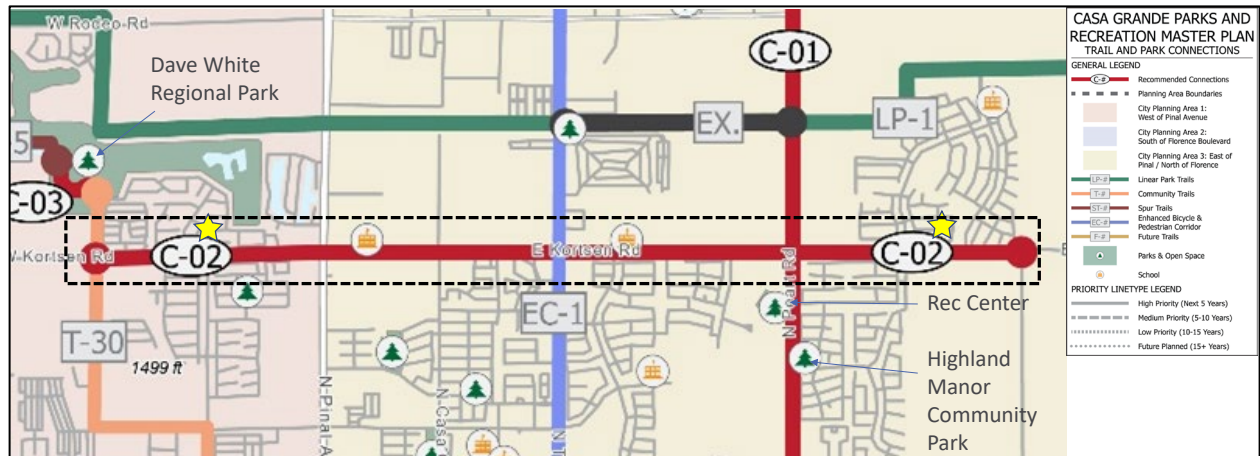 W Rodeo Rd
Dave White
Regional Park
C-01
EX.
LP-1
5
C-03
W Kortsen Rd
C-02
E Kortsen Rd
C-02
EC-1
T-30
1499 ft
Rec Center
Highland
Manor
Community
Park
CASA GRANDE PARKS AND
RECREATION MASTER PLAN
TRAIL AND PARK CONNECTIONS
GENERAL LEGEND
C-# Recommended Connections
Planning Area Boundaries
City Planning Area 1:
West of Pinal Avenue
City Planning Area 2:
South of Florence Boulevard
City Planning Area 3: East of
Pinal / North of Florence
LP-# Linear Park Trails
T-# Community Trails
ST-# Spur Trails
EC-# Enhanced Bicycle &
Pedestrian Corridor
F-# Future Trails
Parks & Open Space
School
PRIORITY LINETYPE LEGEND
High Priority (Next 5 Years)
Medium Priority (5-10 Years)
Low Priority (10-15 Years)
Future Planned (15+ Years)